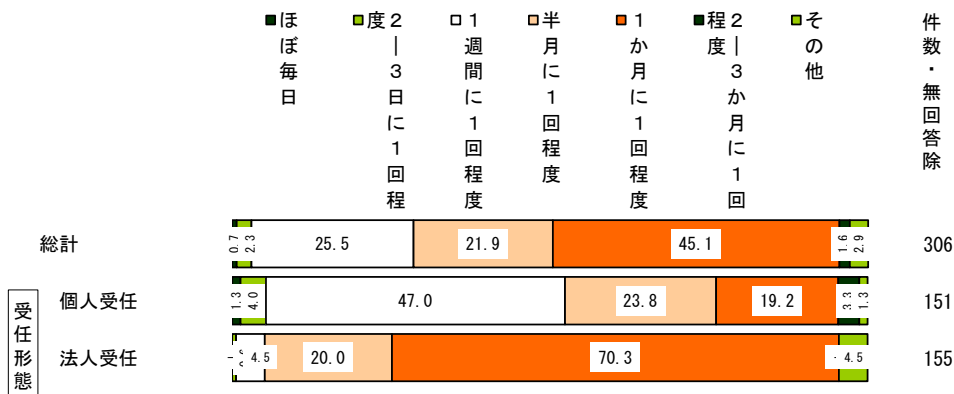 ほぼ毎日
2―3日に1回程度
1週間に1回程度
半月に1回程度
1か月に1回程度
2―3か月に1回程度
その他
件数・無回答除
総計
0.7
2.3
25.5
21.9
45.1
1.6
2.9
306
受任形態
個人受任
1.3
4.0
47.0
23.8
19.2
3.3
1.3
151
法人受任
-
4.5
20.0
70.3
-
4.5
155